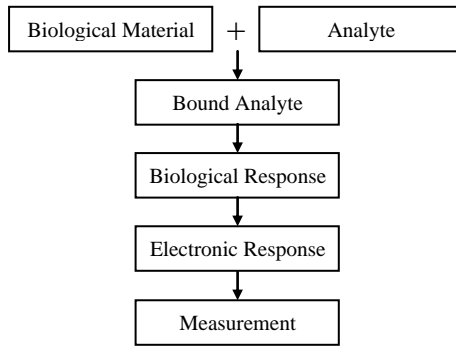 Biological Material + Analyte
Bound Analyte
Biological Response
Electronic Response
Measurement